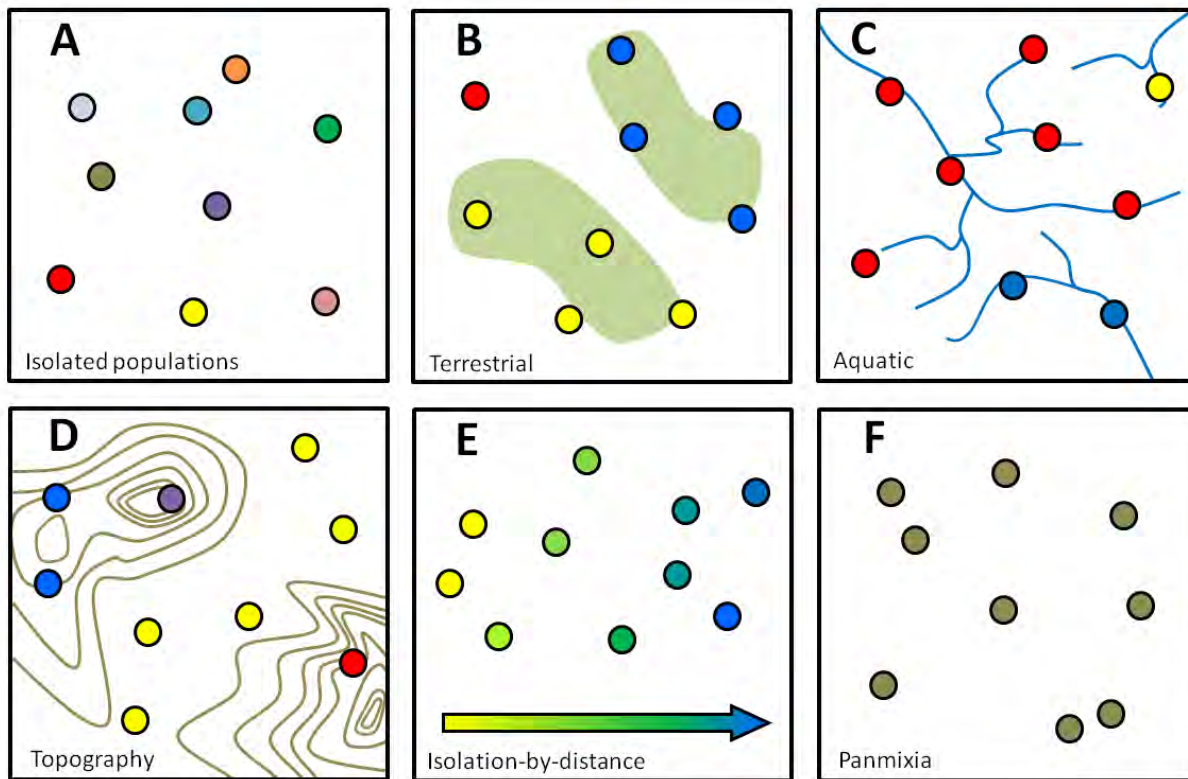 A
Isolated populations
B
Terrestrial
C
Aquatic
D
Topography
E
Isolation-by-distance
F
Panmixia